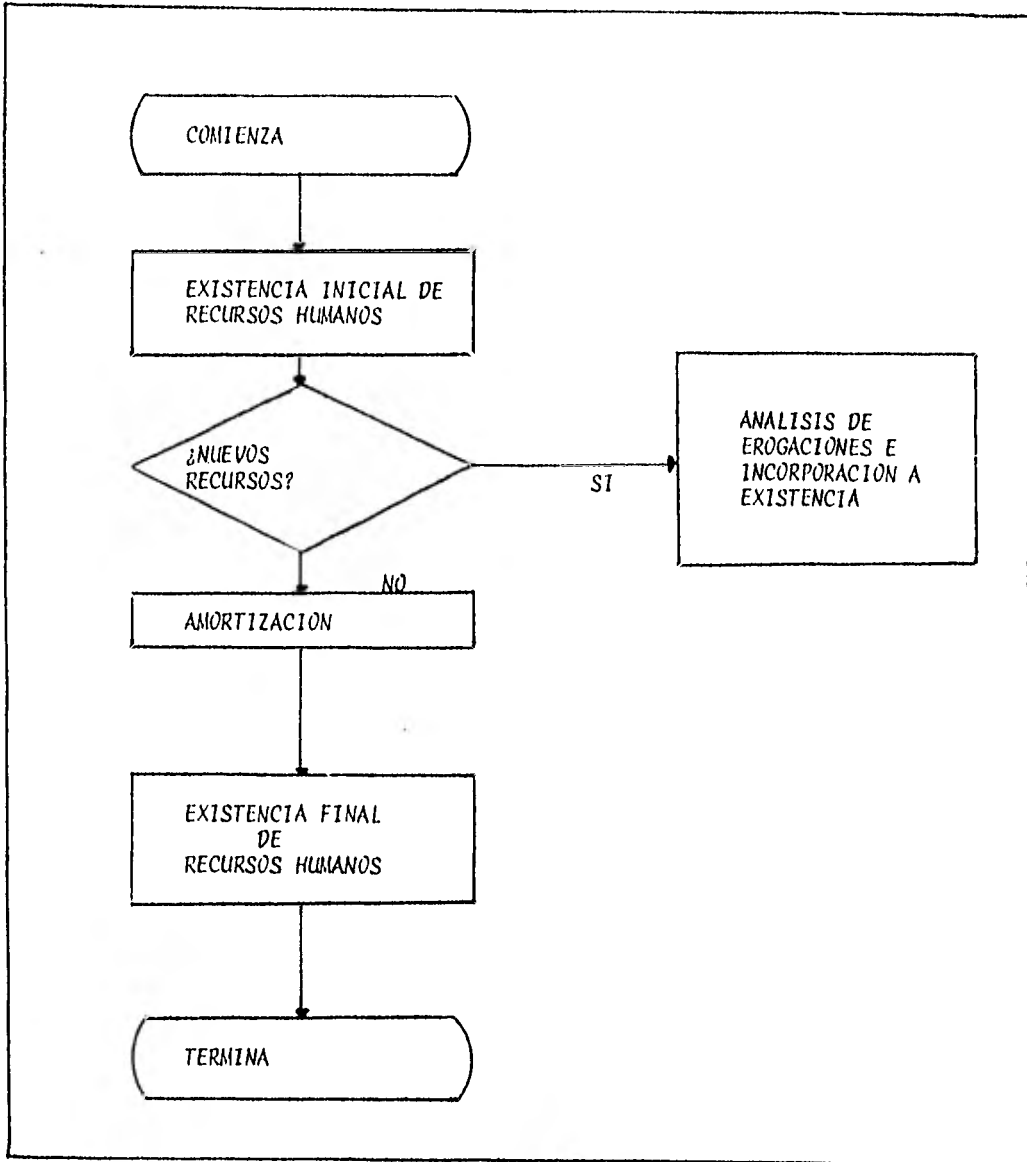 COMIENZA
EXISTENCIA INICIAL DE
RECURSOS HUMANOS
¿NUEVOS
RECURSOS?
SI
ANALISIS DE
EROGACIONES E
INCORPORACION A
EXISTENCIA
NO
AMORTIZACION
EXISTENCIA FINAL
DE
RECURSOS HUMANOS
TERMINA